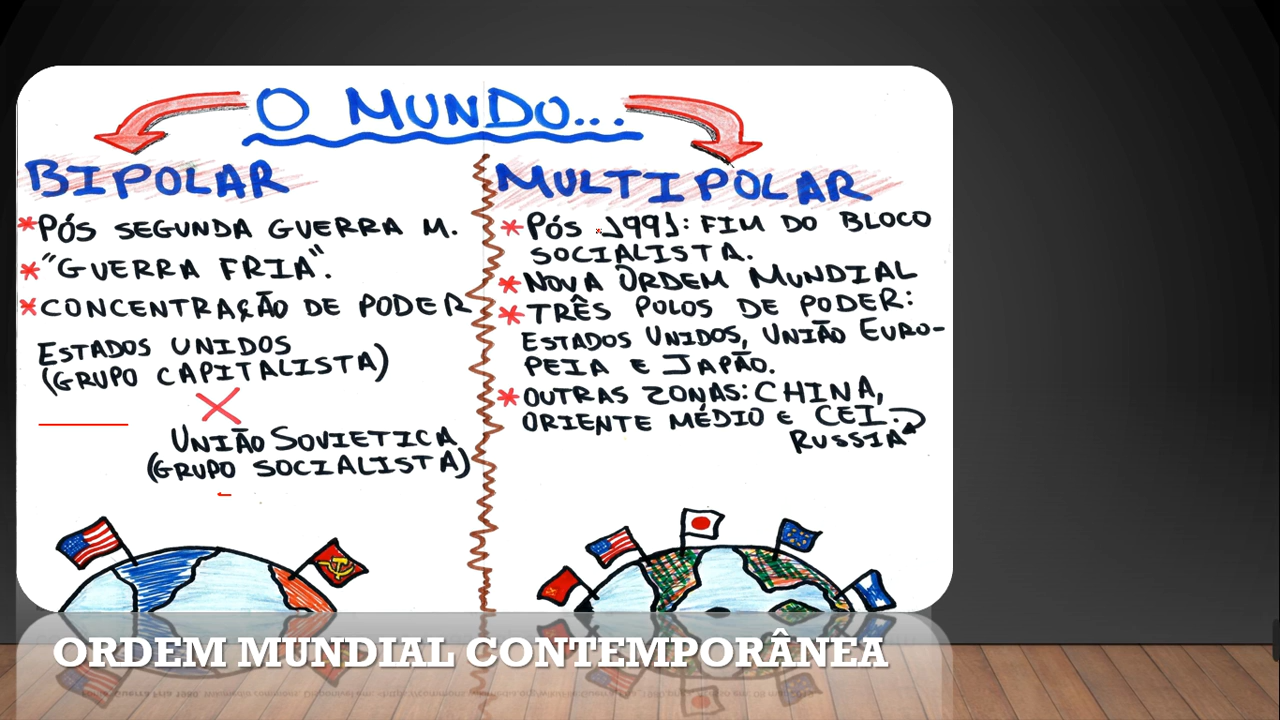 O MUNDO...
BIPOLAR
*PÓS SEGUNDA GUERRA M.
*"GUERRA FRIA".
*CONCENTRAÇÃO DE PODER
ESTADOS UNIDOS
(GRUPO CAPITALISTA)
X
UNIÃO SOVIETICA
(GRUPO SOCIALISTA)
MULTIPOLAR
*PÓS 1991: FIM DO BLOCO
SOCIALISTA.
*NOVA ORDEM MUNDIAL
*TRÊS POLOS DE PODER:
ESTADOS UNIDOS, UNIÃO EURO-
PEIA E JAPÃO.
*OUTRAS ZONAS: CHINA,
ORIENTE MÉDIO E CEI.
RUSSIA
ORDEM MUNDIAL CONTEMPORÂNEA